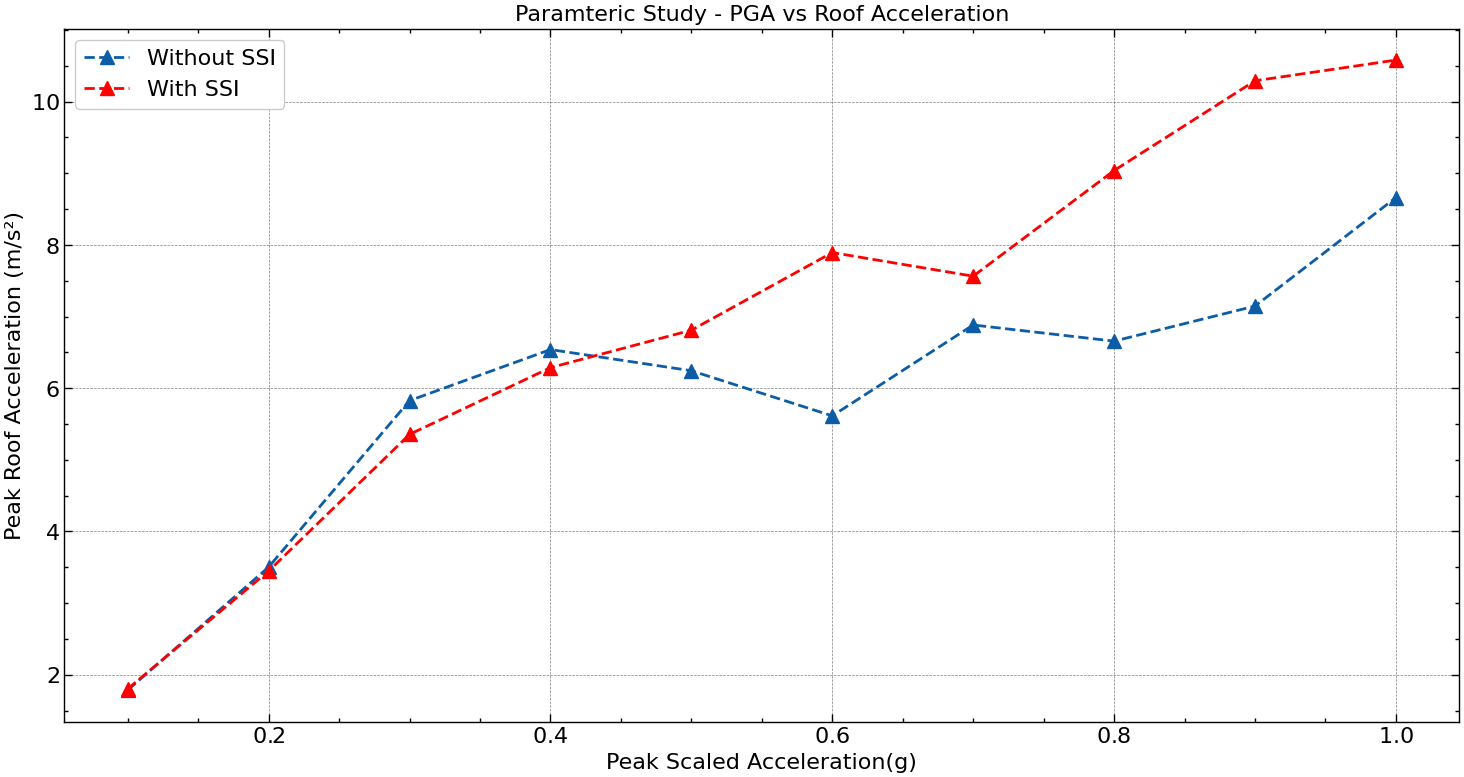 Paramteric Study - PGA vs Roof Acceleration
Without SSI
With SSI
Peak Roof Acceleration (m/s²)
10
8
6
4
2
0.2
0.4
0.6
0.8
1.0
Peak Scaled Acceleration(g)